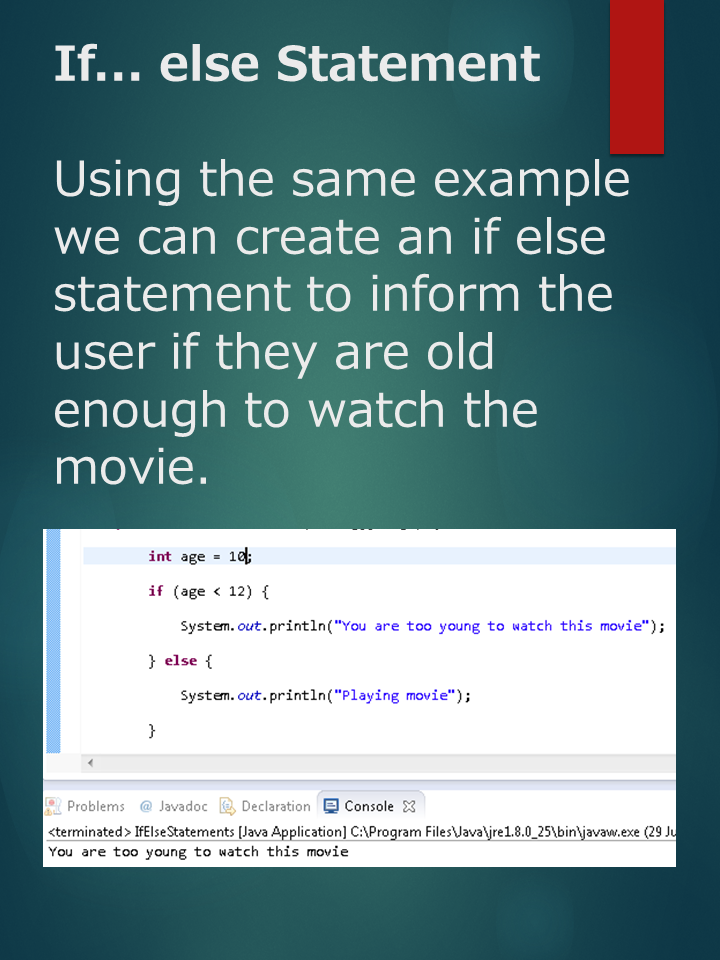 If... else Statement
Using the same example
we can create an if else
statement to inform the
user if they are old
enough to watch the
movie.
int age = 10;
if (age < 12) {
System.out.println("You are too young to watch this movie");
} else {
System.out.println("Playing movie");
}
Problems @ Javadoc Declaration Console
<terminated> IfElseStatements [Java Application] C:\Program Files\Java\jre1.8.0_25\bin\javaw.exe (29 Ju
You are too young to watch this movie